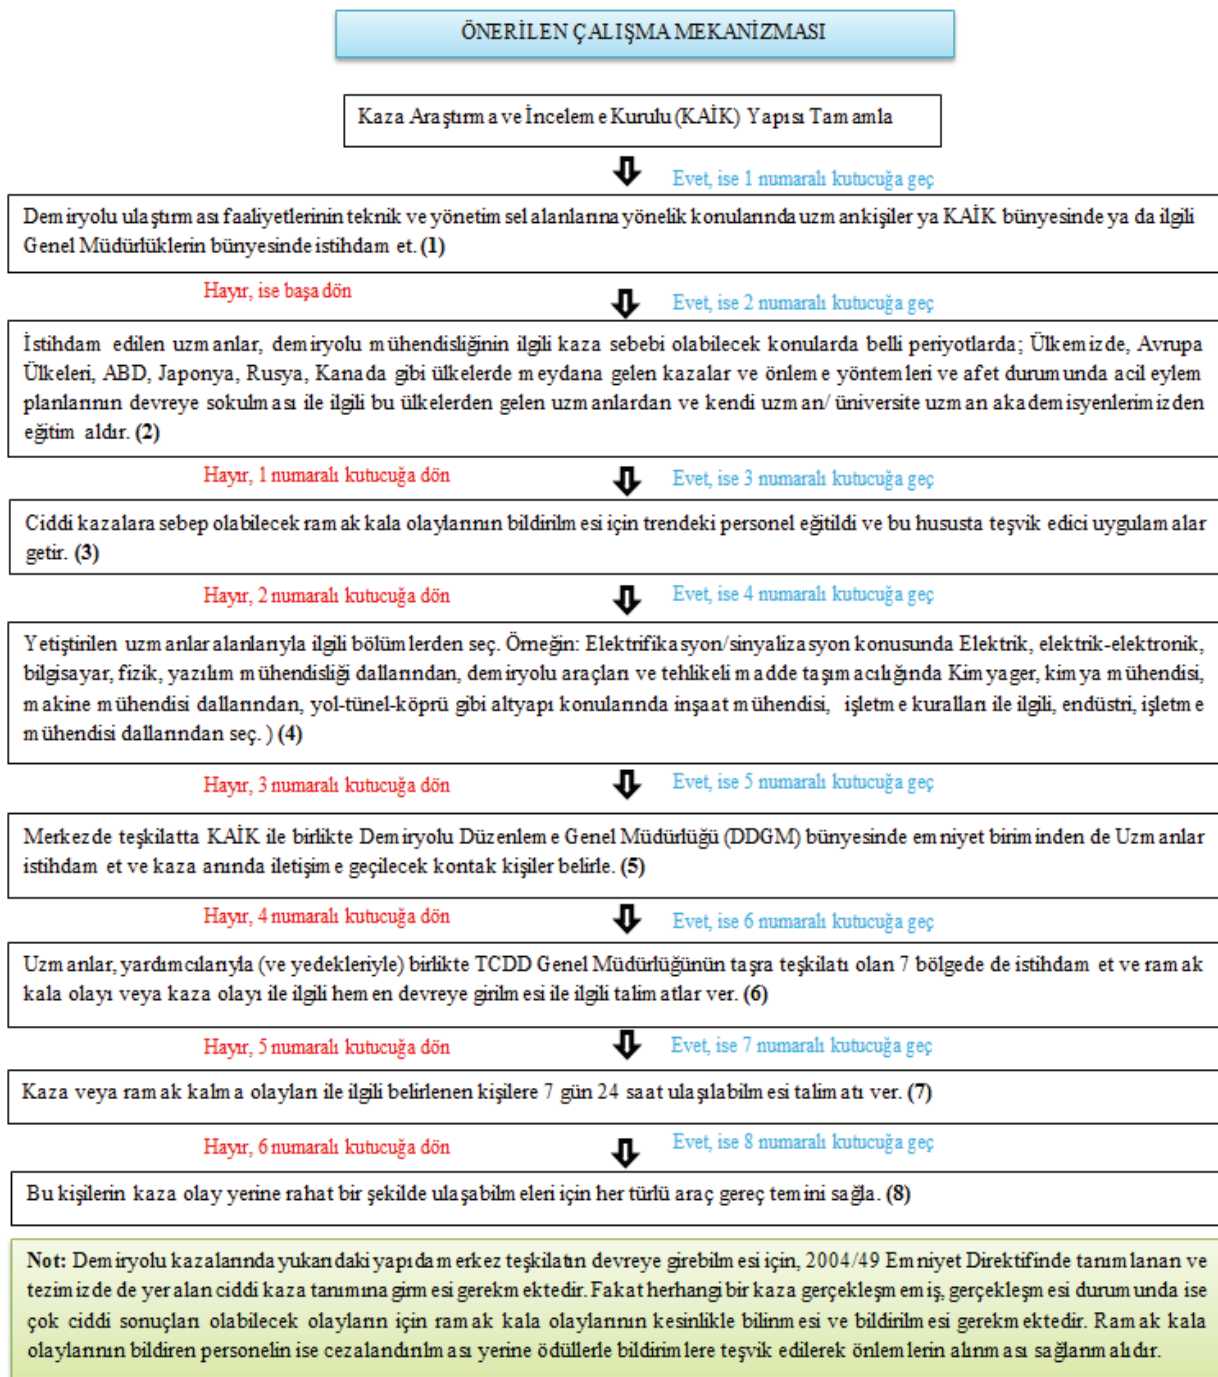 ÖNERİLEN ÇALIŞMA MEKANİZMASI
Kaza Araştırma ve İnceleme Kurulu (KAİK) Yapısı Tamamla
Evet, ise 1 numaralı kutucuğa geç
Demiryolu ulaştırması faaliyetlerinin teknik ve yönetimsel alanlarına yönelik konularında uzman kişiler ya KAİK bünyesinde ya da ilgili
Genel Müdürlüklerin bünyesinde istihdam et. (1)
Hayır, ise başa dön
Evet, ise 2 numaralı kutucuğa geç
İstihdam edilen uzmanlar, demiryolu mühendisliğinin ilgili kaza sebebi olabilecek konularda belli periyotlarda; Ülkemizde, Avrupa
Ülkeleri, ABD, Japonya, Rusya, Kanada gibi ülkelerde meydana gelen kazalar ve önleme yöntemleri ve afet durumunda acil eylem
planlarının devreye sokulması ile ilgili bu ülkelerden gelen uzmanlardan ve kendi uzman/ üniversite uzman akademisyenlerimizden
eğitim aldır. (2)
Hayır, 1 numaralı kutucuğa dön
Evet, ise 3 numaralı kutucuğa geç
Ciddi kazalara sebep olabilecek ramak kala olaylarının bildirilmesi için trendeki personel eğitildi ve bu hususta teşvik edici uygulamalar
getir. (3)
Hayır, 2 numaralı kutucuğa dön
Evet, ise 4 numaralı kutucuğa geç
Yetiştirilen uzmanlar alanlarıyla ilgili bölümlerden seç. Örneğin: Elektrifikasyon/sinyalizasyon konusunda Elektrik, elektrik-elektronik,
bilgisayar, fizik, yazılım mühendisliği dallarından, demiryolu araçları ve tehlikeli madde taşımacılığında Kimyager, kimya mühendisi,
makine mühendisi dallarından, yol-tünel-köprü gibi altyapı konularında inşaat mühendisi, işletme kuralları ile ilgili, endüstri, işletme
mühendisi dallarından seç. ) (4)
Hayır, 3 numaralı kutucuğa dön
Evet, ise 5 numaralı kutucuğa geç
Merkezde teşkilatta KAİK ile birlikte Demiryolu Düzenleme Genel Müdürlüğü (DDGM) bünyesinde emniyet biriminden de Uzmanlar
istihdam et ve kaza anında iletişime geçilecek kontak kişiler belirle. (5)
Hayır, 4 numaralı kutucuğa dön
Evet, ise 6 numaralı kutucuğa geç
Uzmanlar, yardımcılarıyla (ve yedekleriyle) birlikte TCDD Genel Müdürlüğünün taşra teşkilatı olan 7 bölgede de istihdam et ve ramak
kala olayı veya kaza olayı ile ilgili hemen devreye girilmesi ile ilgili talimatlar ver. (6)
Hayır, 5 numaralı kutucuğa dön
Evet, ise 7 numaralı kutucuğa geç
Kaza veya ramak kalma olayları ile ilgili belirlenen kişilere 7 gün 24 saat ulaşılabilmesi talimatı ver. (7)
Hayır, 6 numaralı kutucuğa dön
Evet, ise 8 numaralı kutucuğa geç
Bu kişilerin kaza olay yerine rahat bir şekilde ulaşabilmeleri için her türlü araç gereç temini sağla. (8)
Not: Demiryolu kazalarında yukarıdaki yapıda merkez teşkilatın devreye girebilmesi için, 2004/49 Emniyet Direktifinde tanımlanan ve
tezimizde de yer alan ciddi kaza tanımına girmesi gerekmektedir. Fakat herhangi bir kaza gerçekleşmemiş, gerçekleşmesi durumunda ise
çok ciddi sonuçları olabilecek olayların için ramak kala olaylarının kesinlikle bilinmesi ve bildirilmesi gerekmektedir. Ramak kala
olaylarının bildiren personelin ise cezalandırılması yerine ödüllerle bildirimlere teşvik edilerek önlemlerin alınması sağlanmalıdır.